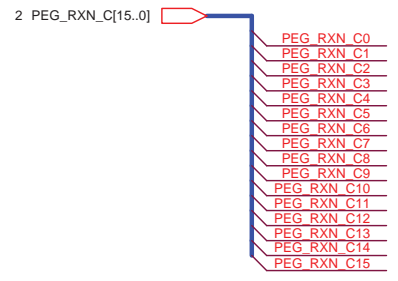 2 PEG_RXN_C[15..0]
PEG_RXN_C0
PEG_RXN_C1
PEG_RXN_C2
PEG_RXN_C3
PEG_RXN_C4
PEG_RXN_C5
PEG_RXN_C6
PEG_RXN_C7
PEG_RXN_C8
PEG_RXN_C9
PEG_RXN_C10
PEG_RXN_C11
PEG_RXN_C12
PEG_RXN_C13
PEG_RXN_C14
PEG_RXN_C15